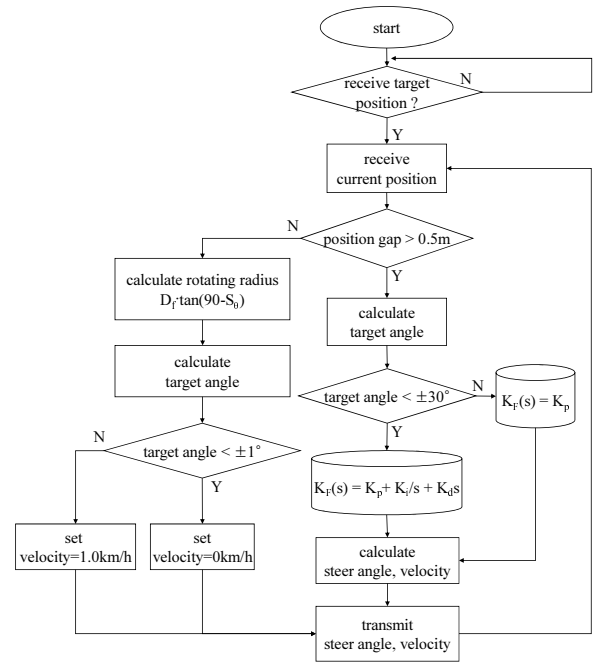 start
receive target
position ?
N
Y
receive
current position
N
position gap > 0.5m
Y
calculate rotating radius
D_f·tan(90-S_θ)
calculate
target angle
calculate
target angle
target angle < ±30°
N
K_F(s) = K_p
Y
N
target angle < ±1°
Y
K_F(s) = K_p+ K_i/s + K_ds
set
velocity=1.0km/h
set
velocity=0km/h
calculate
steer angle, velocity
transmit
steer angle, velocity